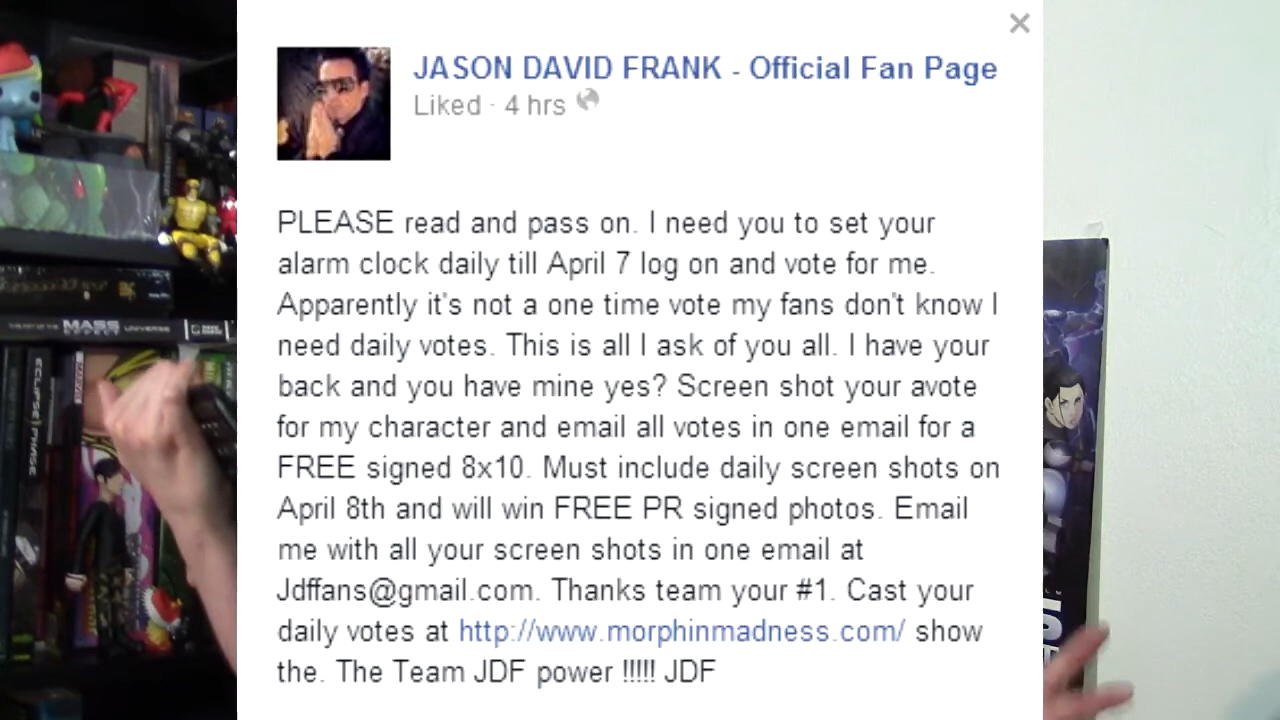 JASON DAVID FRANK - Official Fan Page
Liked · 4 hrs
PLEASE read and pass on. I need you to set your
alarm clock daily till April 7 log on and vote for me.
Apparently it's not a one time vote my fans don't know I
need daily votes. This is all I ask of you all. I have your
back and you have mine yes? Screen shot your avote
for my character and email all votes in one email for a
FREE signed 8x10. Must include daily screen shots on
April 8th and will win FREE PR signed photos. Email
me with all your screen shots in one email at
Jdffans@gmail.com. Thanks team your #1. Cast your
daily votes at http://www.morphinmadness.com/ show
the. The Team JDF power !!!!! JDF
MASS
UNIVERSE
ECLIPSE PHASE